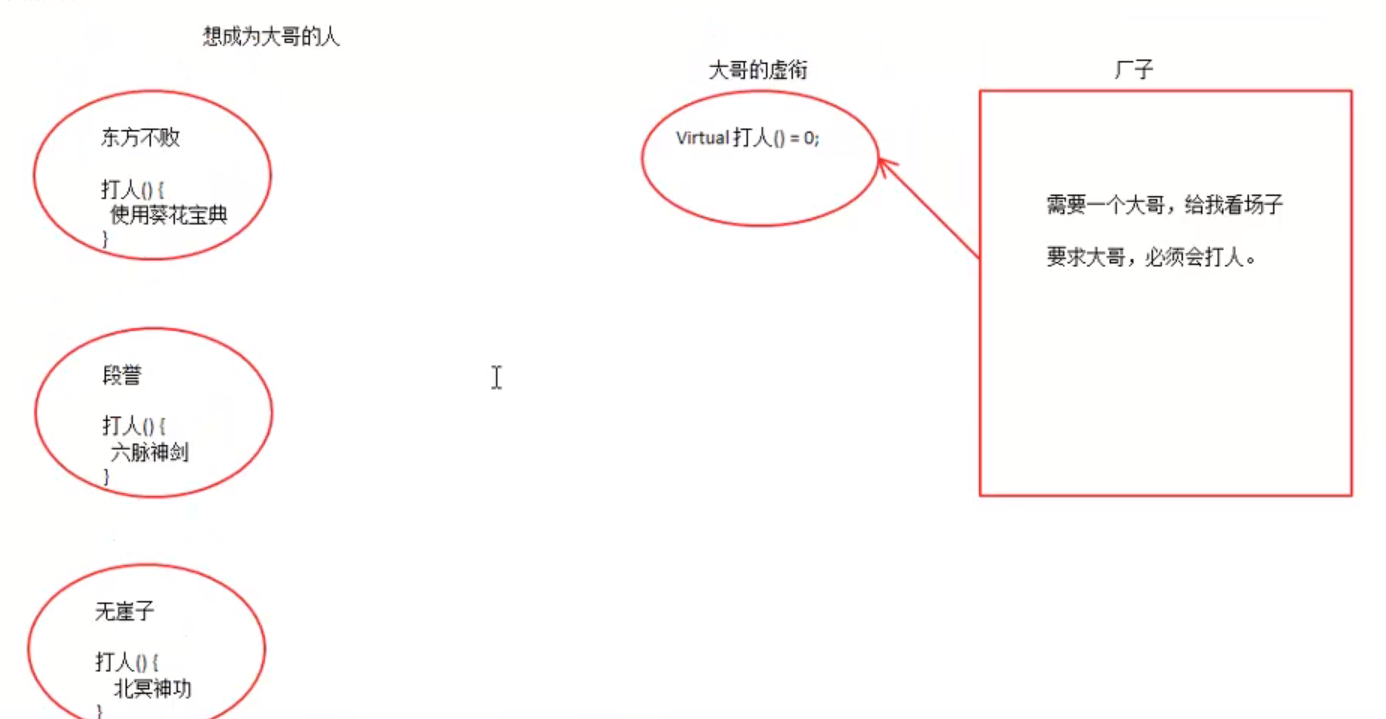 想成为大哥的人
大哥的虚衔
厂子
东方不败
打人() {
使用葵花宝典
}
Virtual 打人() = 0;
需要一个大哥，给我看场子
要求大哥，必须会打人。
段誉
打人() {
六脉神剑
}
无崖子
打人() {
北冥神功
}